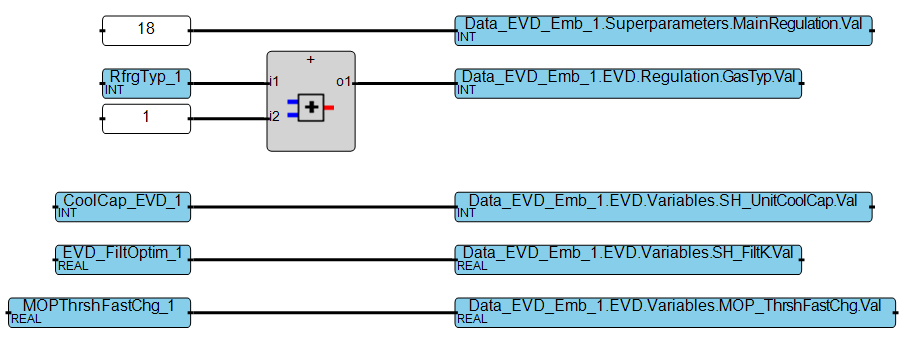 18 Data_EVD_Emb_1.Superparameters.MainRegulation.Val
INT
+
RfrgTyp_1 i1 o1 Data_EVD_Emb_1.EVD.Regulation.GasTyp.Val
INT INT
1 i2
CoolCap_EVD_1 Data_EVD_Emb_1.EVD.Variables.SH_UnitCoolCap.Val
INT INT
EVD_FiltOptim_1 Data_EVD_Emb_1.EVD.Variables.SH_FiltK.Val
REAL REAL
MOPThrshFastChg_1 Data_EVD_Emb_1.EVD.Variables.MOP_ThrshFastChg.Val
REAL REAL